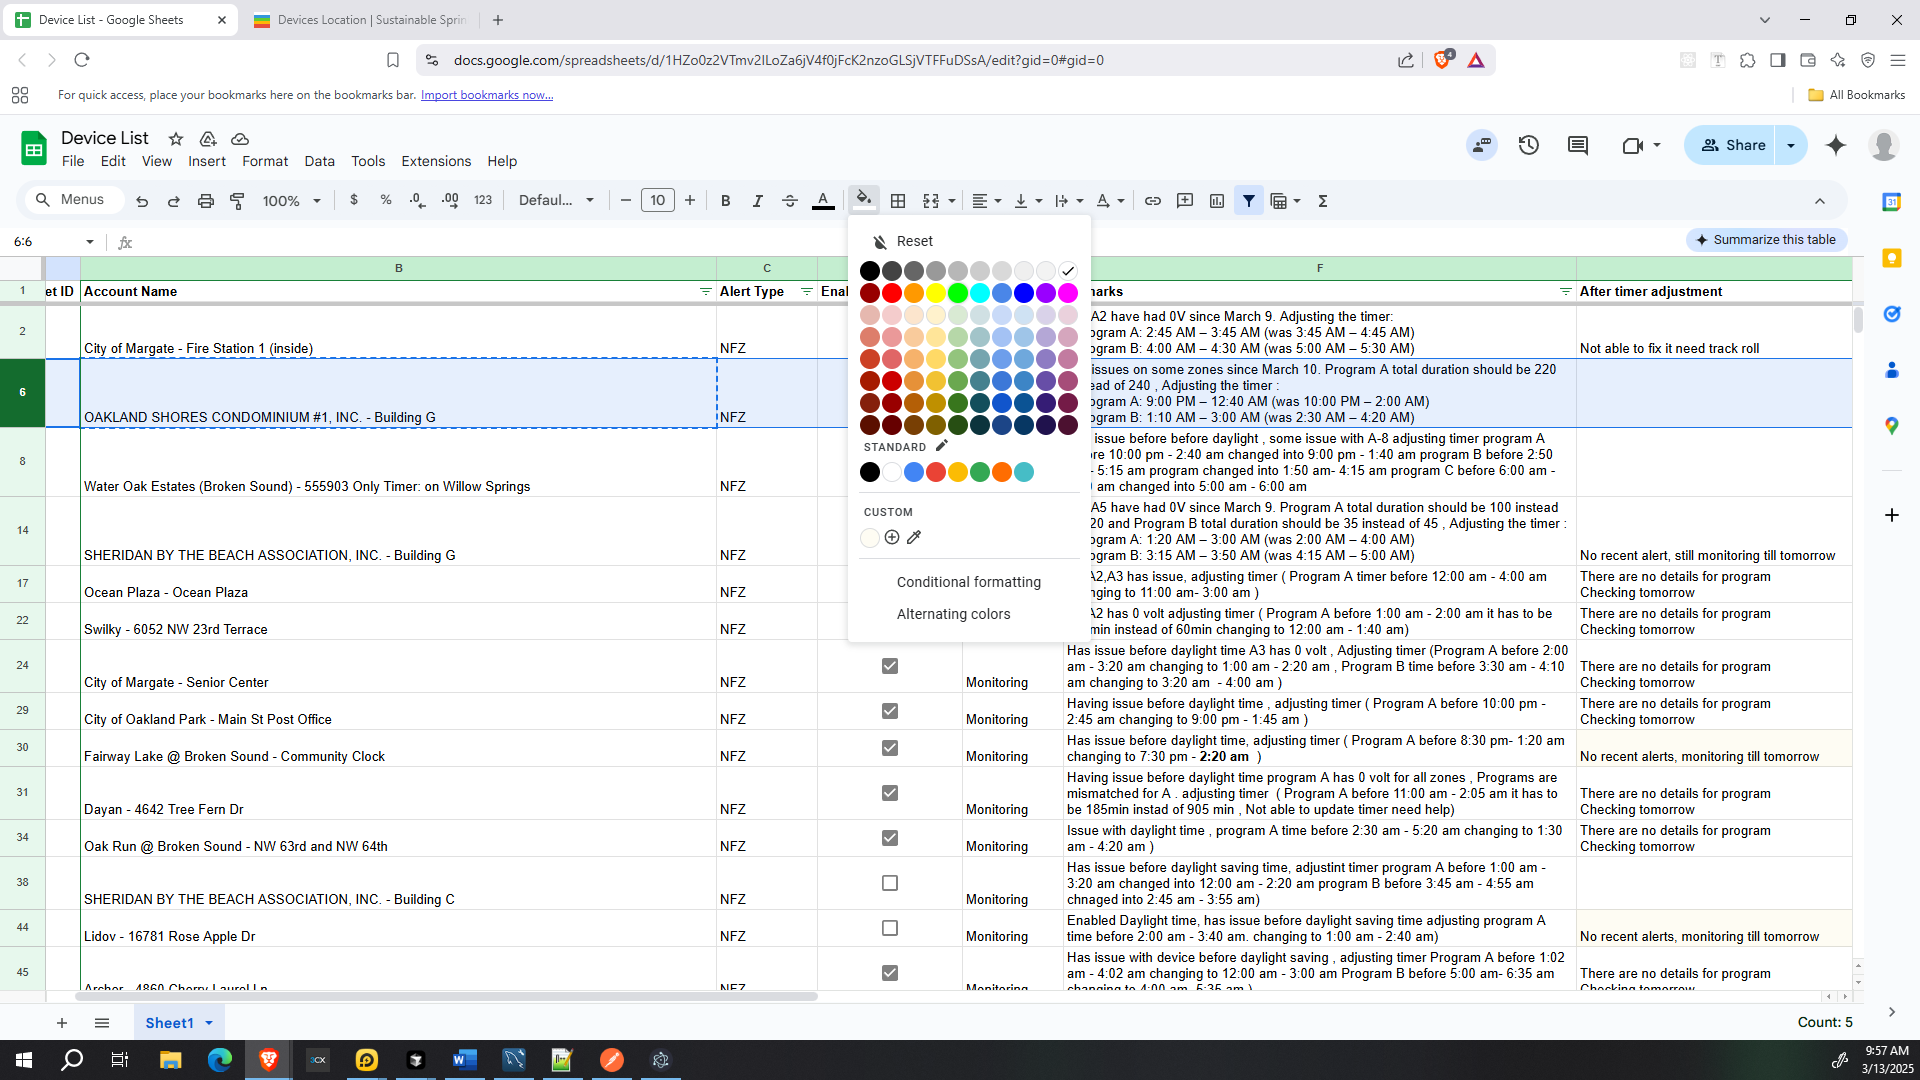 Device List - Google Sheets
Devices Location | Sustainable Sprin
docs.google.com/spreadsheets/d/1HZo0z2VTmv2ILoZa6jV4f0jFcK2nzoGLSjVTFFuDSsA/edit?gid=0#gid=0
4
For quick access, place your bookmarks here on the bookmarks bar. Import bookmarks now...
All Bookmarks
Device List
File Edit View Insert Format Data Tools Extensions Help
Share
Menus
100%
$ % .0 .00 123
Defaul...
10
B I A
6:6
Summarize this table
B C F
1 et ID Account Name Alert Type Enal marks After timer adjustment
2 City of Margate - Fire Station 1 (inside) NFZ
A2 have had 0V since March 9. Adjusting the timer:
ogram A: 2:45 AM – 3:45 AM (was 3:45 AM – 4:45 AM)
ogram B: 4:00 AM – 4:30 AM (was 5:00 AM – 5:30 AM)
Not able to fix it need track roll
6 OAKLAND SHORES CONDOMINIUM #1, INC. - Building G NFZ
issues on some zones since March 10. Program A total duration should be 220
ead of 240 , Adjusting the timer :
ogram A: 9:00 PM – 12:40 AM (was 10:00 PM – 2:00 AM)
ogram B: 1:10 AM – 3:00 AM (was 2:30 AM – 4:20 AM)
8 Water Oak Estates (Broken Sound) - 555903 Only Timer: on Willow Springs NFZ
issue before before daylight , some issue with A-8 adjusting timer program A
re 10:00 pm - 2:40 am changed into 9:00 pm - 1:40 am program B before 2:50
- 5:15 am program changed into 1:50 am- 4:15 am program C before 6:00 am -
am changed into 5:00 am - 6:00 am
14 SHERIDAN BY THE BEACH ASSOCIATION, INC. - Building G NFZ
A5 have had 0V since March 9. Program A total duration should be 100 instead
20 and Program B total duration should be 35 instead of 45 , Adjusting the timer :
ogram A: 1:20 AM – 3:00 AM (was 2:00 AM – 4:00 AM)
ogram B: 3:15 AM – 3:50 AM (was 4:15 AM – 5:00 AM)
No recent alert, still monitoring till tomorrow
17 Ocean Plaza - Ocean Plaza NFZ
A2,A3 has issue, adjusting timer ( Program A timer before 12:00 am - 4:00 am
nging to 11:00 am- 3:00 am )
There are no details for program
Checking tomorrow
22 Swilky - 6052 NW 23rd Terrace NFZ
A2 has 0 volt adjusting timer ( Program A before 1:00 am - 2:00 am it has to be
min instead of 60min changing to 12:00 am - 1:40 am)
There are no details for program
Checking tomorrow
24 City of Margate - Senior Center NFZ Monitoring
Has issue before daylight time A3 has 0 volt , Adjusting timer (Program A before 2:00
am - 3:20 am changing to 1:00 am - 2:20 am , Program B time before 3:30 am - 4:10
am changing to 3:20 am - 4:00 am )
There are no details for program
Checking tomorrow
29 City of Oakland Park - Main St Post Office NFZ Monitoring
Having issue before daylight time , adjusting timer ( Program A before 10:00 pm -
2:45 am changing to 9:00 pm - 1:45 am )
There are no details for program
Checking tomorrow
30 Fairway Lake @ Broken Sound - Community Clock NFZ Monitoring
Has issue before daylight time, adjusting timer ( Program A before 8:30 pm- 1:20 am
changing to 7:30 pm - 2:20 am )
No recent alerts, monitoring till tomorrow
31 Dayan - 4642 Tree Fern Dr NFZ Monitoring
Having issue before daylight time program A has 0 volt for all zones , Programs are
mismatched for A . adjusting timer ( Program A before 11:00 am - 2:05 am it has to
be 185min instad of 905 min , Not able to update timer need help)
There are no details for program
Checking tomorrow
34 Oak Run @ Broken Sound - NW 63rd and NW 64th NFZ Monitoring
Issue with daylight time , program A time before 2:30 am - 5:20 am changing to 1:30
am - 4:20 am )
There are no details for program
Checking tomorrow
38 SHERIDAN BY THE BEACH ASSOCIATION, INC. - Building C NFZ Monitoring
Has issue before daylight saving time, adjustint timer program A before 1:00 am -
3:20 am changed into 12:00 am - 2:20 am program B before 3:45 am - 4:55 am
chnaged into 2:45 am - 3:55 am)
44 Lidov - 16781 Rose Apple Dr NFZ Monitoring
Enabled Daylight time, has issue before daylight saving time adjusting program A
time before 2:00 am - 3:40 am. changing to 1:00 am - 2:40 am)
No recent alerts, monitoring till tomorrow
45 Archer - 4860 Cherry Laurel Ln NFZ Monitoring
Has issue with device before daylight saving , adjusting timer Program A before 1:02
am - 4:02 am changing to 12:00 am - 3:00 am Program B before 5:00 am- 6:35 am
changing to 4:00 am- 5:35 am )
There are no details for program
Checking tomorrow
Reset
STANDARD
CUSTOM
Conditional formatting
Alternating colors
Sheet1
Count: 5
9:57 AM
3/13/2025